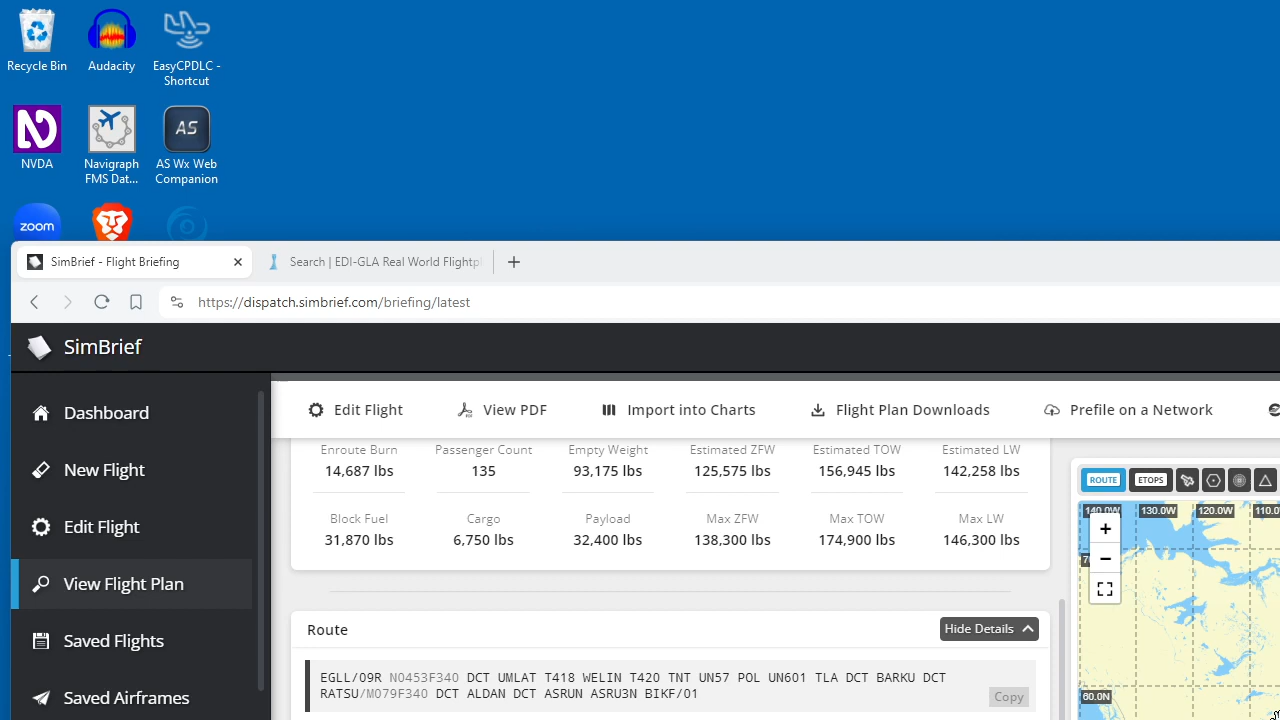 Recycle Bin
Audacity
EasyCPDLC -
Shortcut
NVDA
Navigraph
FMS Dat...
AS
AS Wx Web
Companion
zoom
SimBrief - Flight Briefing
Search | EDI-GLA Real World Flightpl
https://dispatch.simbrief.com/briefing/latest
SimBrief
Dashboard
New Flight
Edit Flight
View Flight Plan
Saved Flights
Saved Airframes
Edit Flight
View PDF
Import into Charts
Flight Plan Downloads
Prefile on a Network
Enroute Burn
14,687 lbs
Passenger Count
135
Empty Weight
93,175 lbs
Estimated ZFW
125,575 lbs
Estimated TOW
156,945 lbs
Estimated LW
142,258 lbs
Block Fuel
31,870 lbs
Cargo
6,750 lbs
Payload
32,400 lbs
Max ZFW
138,300 lbs
Max TOW
174,900 lbs
Max LW
146,300 lbs
Route
Hide Details
EGLL/09R N0453F340 DCT UMLAT T418 WELIN T420 TNT UN57 POL UN601 TLA DCT BARKU DCT
RATSU/M079F340 DCT ALDAN DCT ASRUN ASRU3N BIKF/01
Copy
ROUTE
ETOPS
140.0W
130.0W
120.0W
110.0
60.0N